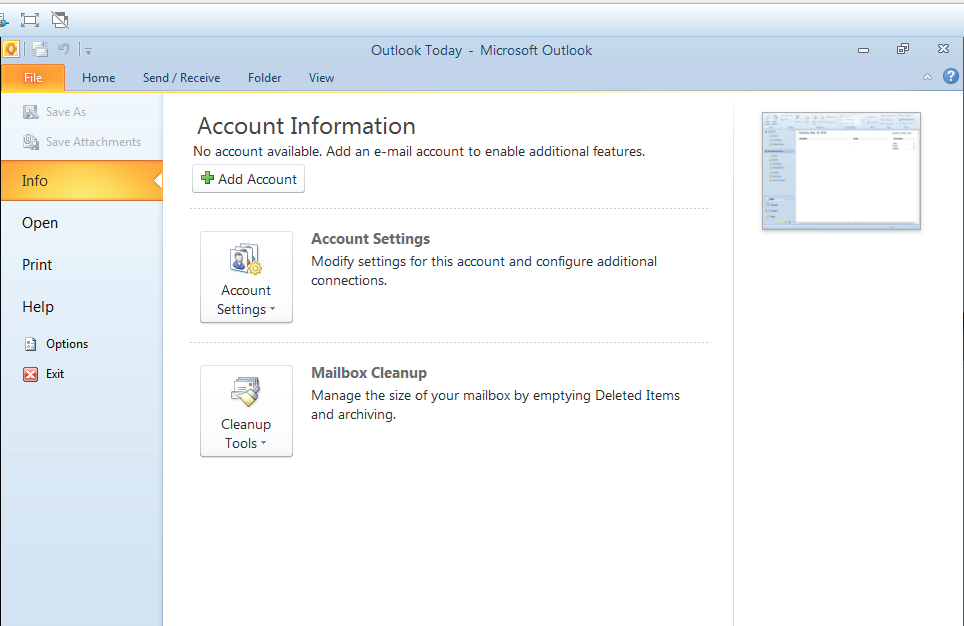 Outlook Today - Microsoft Outlook
File Home Send / Receive Folder View
Save As
Save Attachments
Info
Open
Print
Help
Options
Exit
Account Information
No account available. Add an e-mail account to enable additional features.
Add Account
Account
Settings
Account Settings
Modify settings for this account and configure additional
connections.
Cleanup
Tools
Mailbox Cleanup
Manage the size of your mailbox by emptying Deleted Items
and archiving.